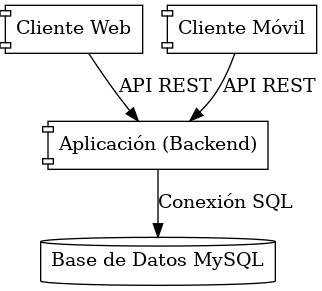 Cliente Web
Cliente Móvil
API REST
API REST
Aplicación (Backend)
Conexión SQL
Base de Datos MySQL